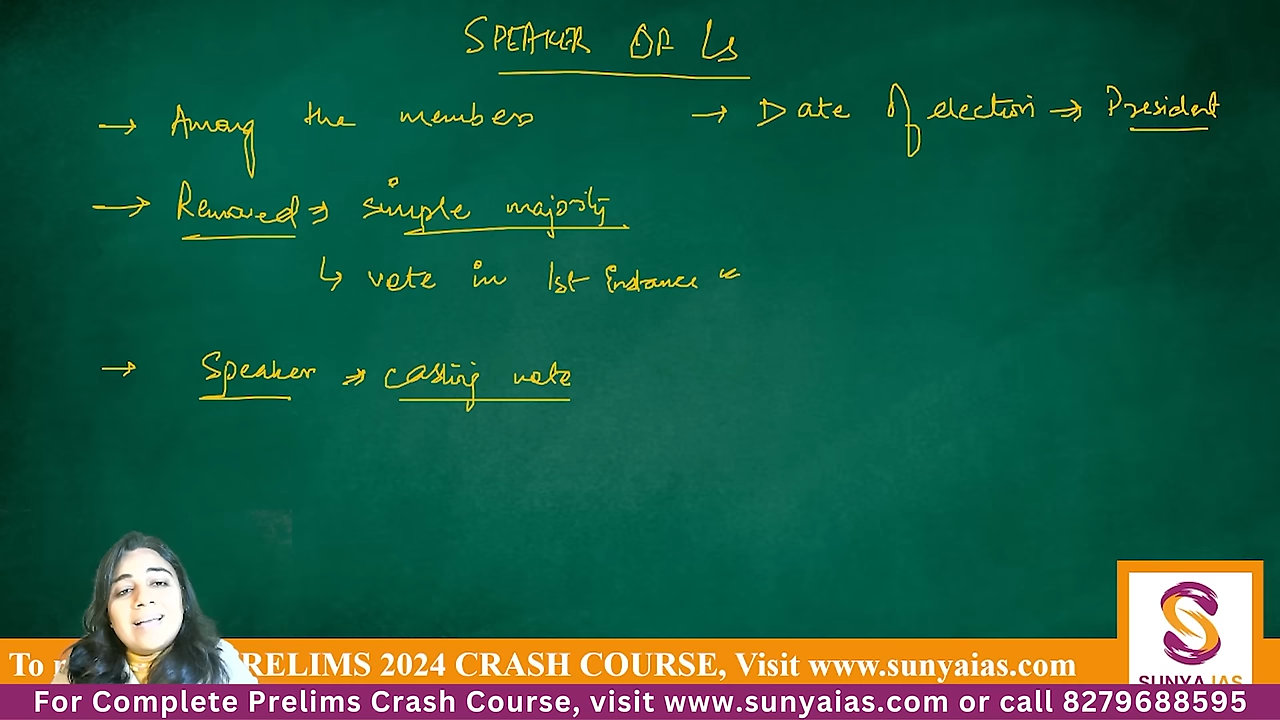 SPEAKER OF LS
→ Among the members
→ Date of election ⇒ President
→ Removed ⇒ simple majority
↳ vote in 1st instance
→ Speaker ⇒ casting vote
To RELIMS 2024 CRASH COURSE, Visit www.sunyaias.com
SUNYA IAS
For Complete Prelims Crash Course, visit www.sunyaias.com or call 8279688595